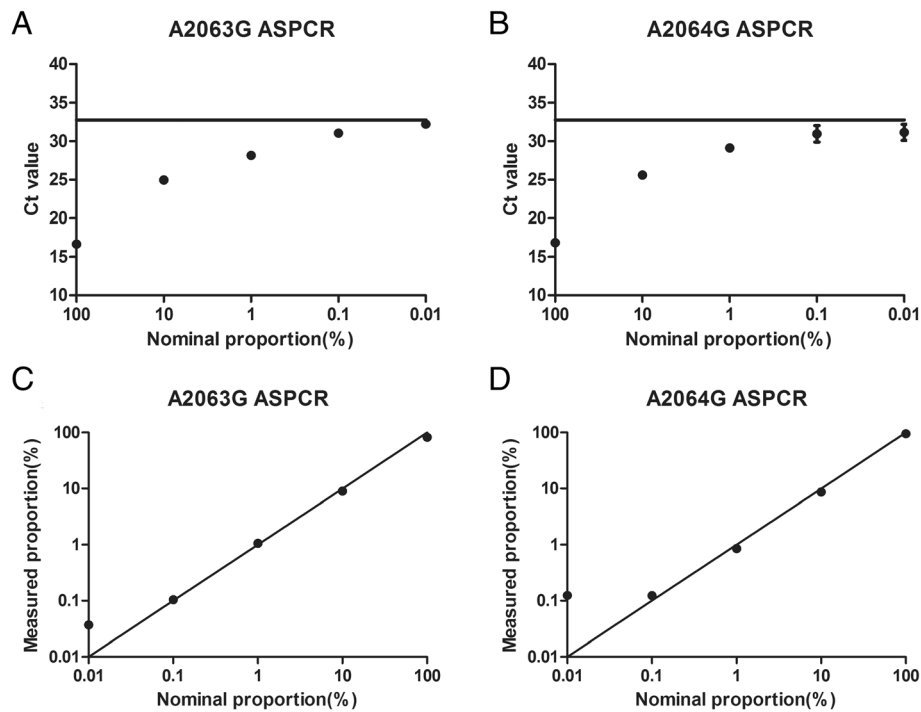 A
A2063G ASPCR
Ct value
40
35
30
25
20
15
10
100
10
1
0.1
0.01
Nominal proportion(%)
B
A2064G ASPCR
Ct value
40
35
30
25
20
15
10
100
10
1
0.1
0.01
Nominal proportion(%)
C
A2063G ASPCR
Measured proportion(%)
100
10
1
0.1
0.01
0.01
0.1
1
10
100
Nominal proportion(%)
D
A2064G ASPCR
Measured proportion(%)
100
10
1
0.1
0.01
0.01
0.1
1
10
100
Nominal proportion(%)